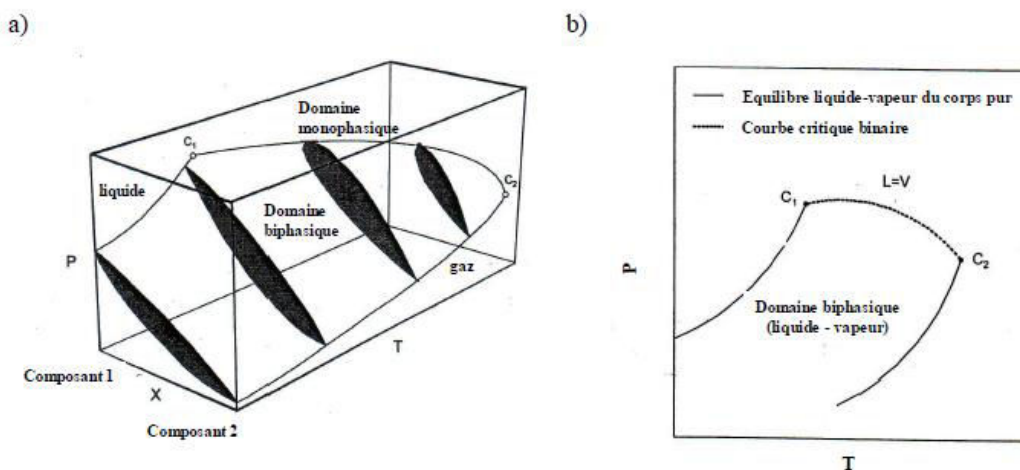 a)
Domaine
monophasique
C₁
C₂
liquide
Domaine
biphasique
P
gaz
T
Composant 1
X
Composant 2
b)
Equilibre liquide-vapeur du corps pur
Courbe critique binaire
L=V
C₁
C₂
P
Domaine biphasique
(liquide - vapeur)
T